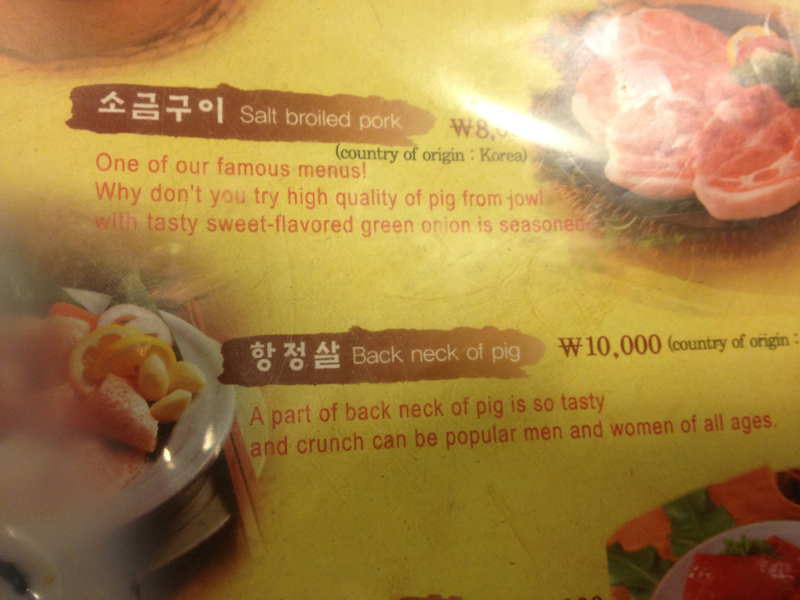 소금구이 Salt broiled pork
(country of origin : Korea)
One of our famous menus!
Why don't you try high quality of pig from jowl
with tasty sweet-flavored green onion is seasoned
항정살 Back neck of pig ₩10,000 (country of origin :
A part of back neck of pig is so tasty
and crunch can be popular men and women of all ages.